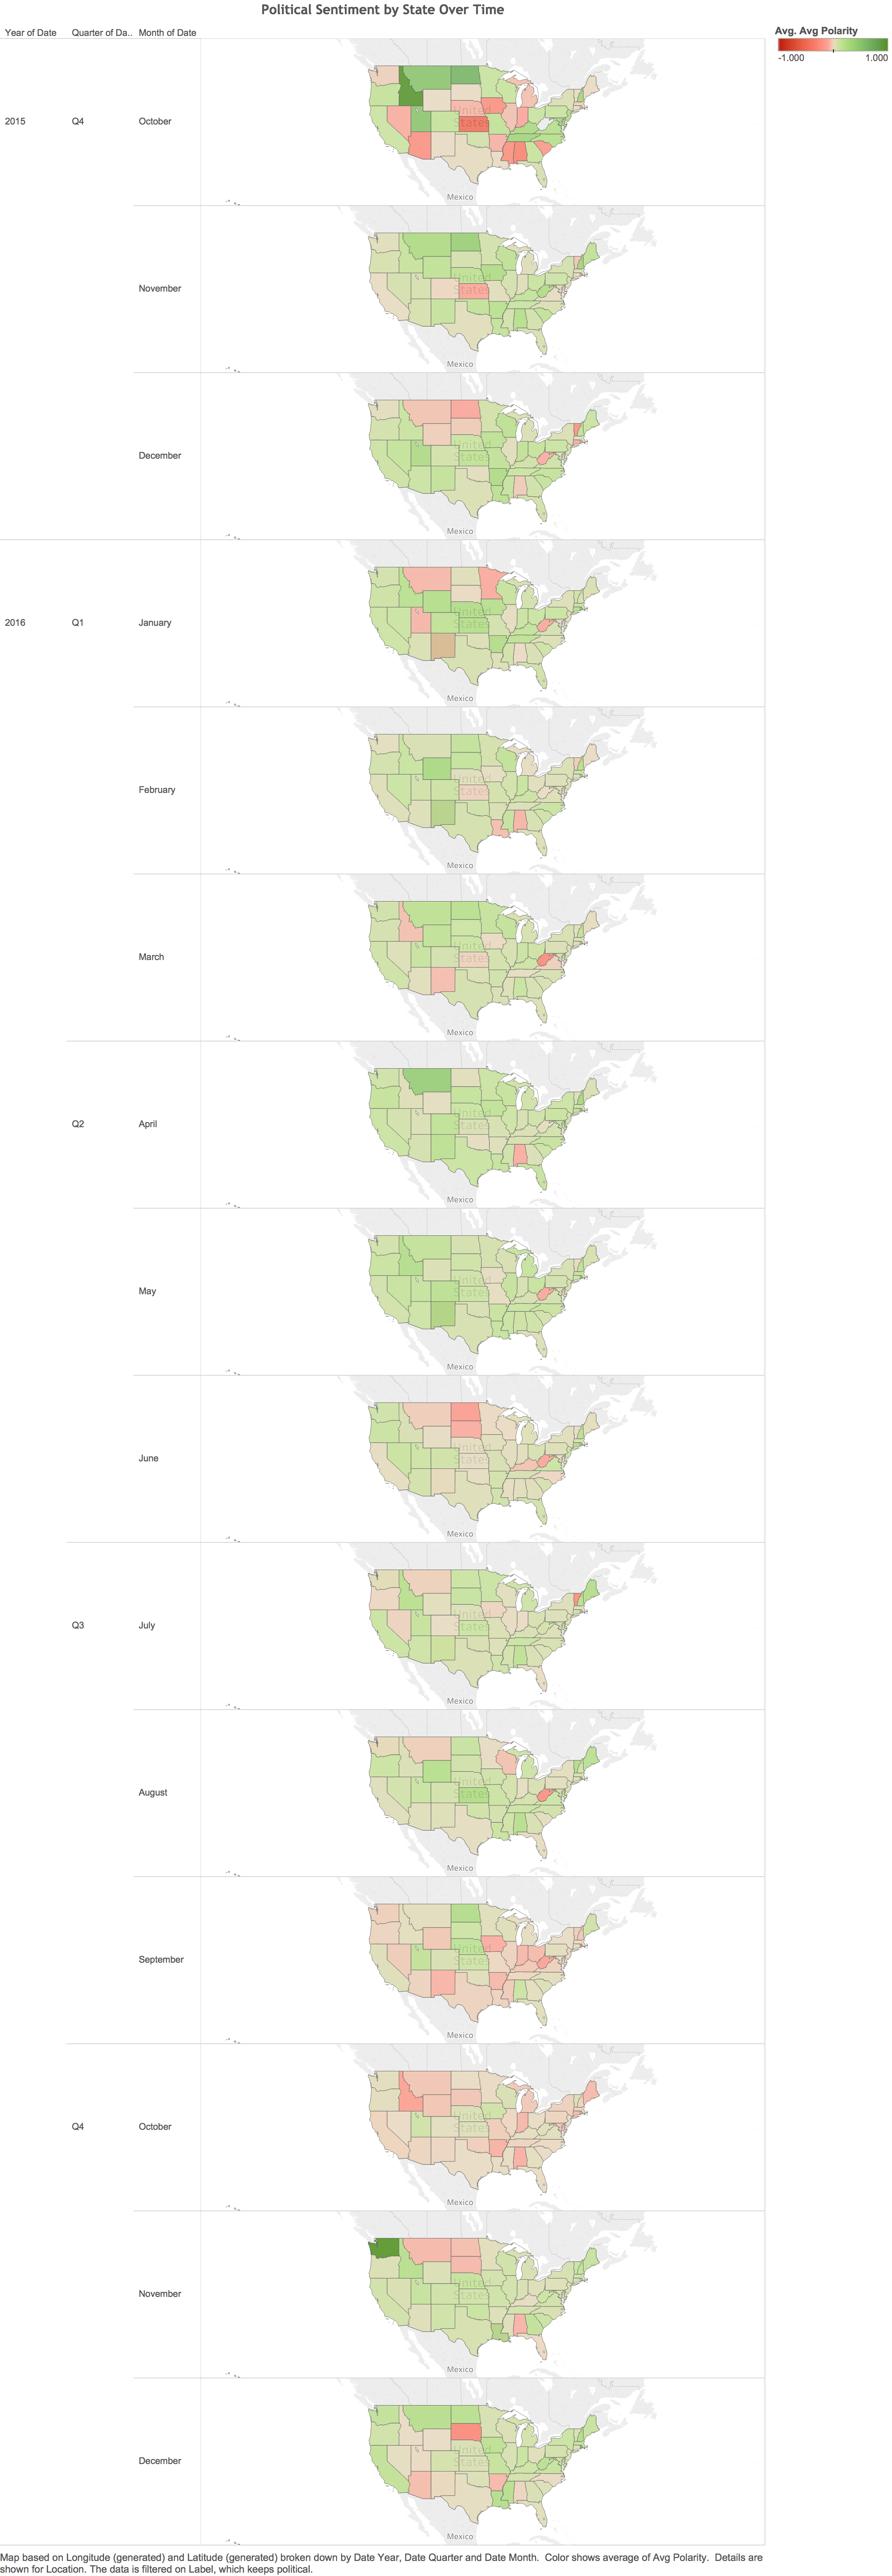 Political Sentiment by State Over Time
Year of Date Quarter of Da.. Month of Date
Avg. Avg Polarity
-1.000 1.000
2015 Q4 October
United
States
Mexico
November
United
States
Mexico
December
United
States
Mexico
2016 Q1 January
United
States
Mexico
February
United
States
Mexico
March
United
States
Mexico
Q2 April
United
States
Mexico
May
United
States
Mexico
June
United
States
Mexico
Q3 July
United
States
Mexico
August
United
States
Mexico
September
United
States
Mexico
Q4 October
United
States
Mexico
November
United
States
Mexico
December
United
States
Mexico
Map based on Longitude (generated) and Latitude (generated) broken down by Date Year, Date Quarter and Date Month.  Color shows average of Avg Polarity.  Details are
shown for Location. The data is filtered on Label, which keeps political.